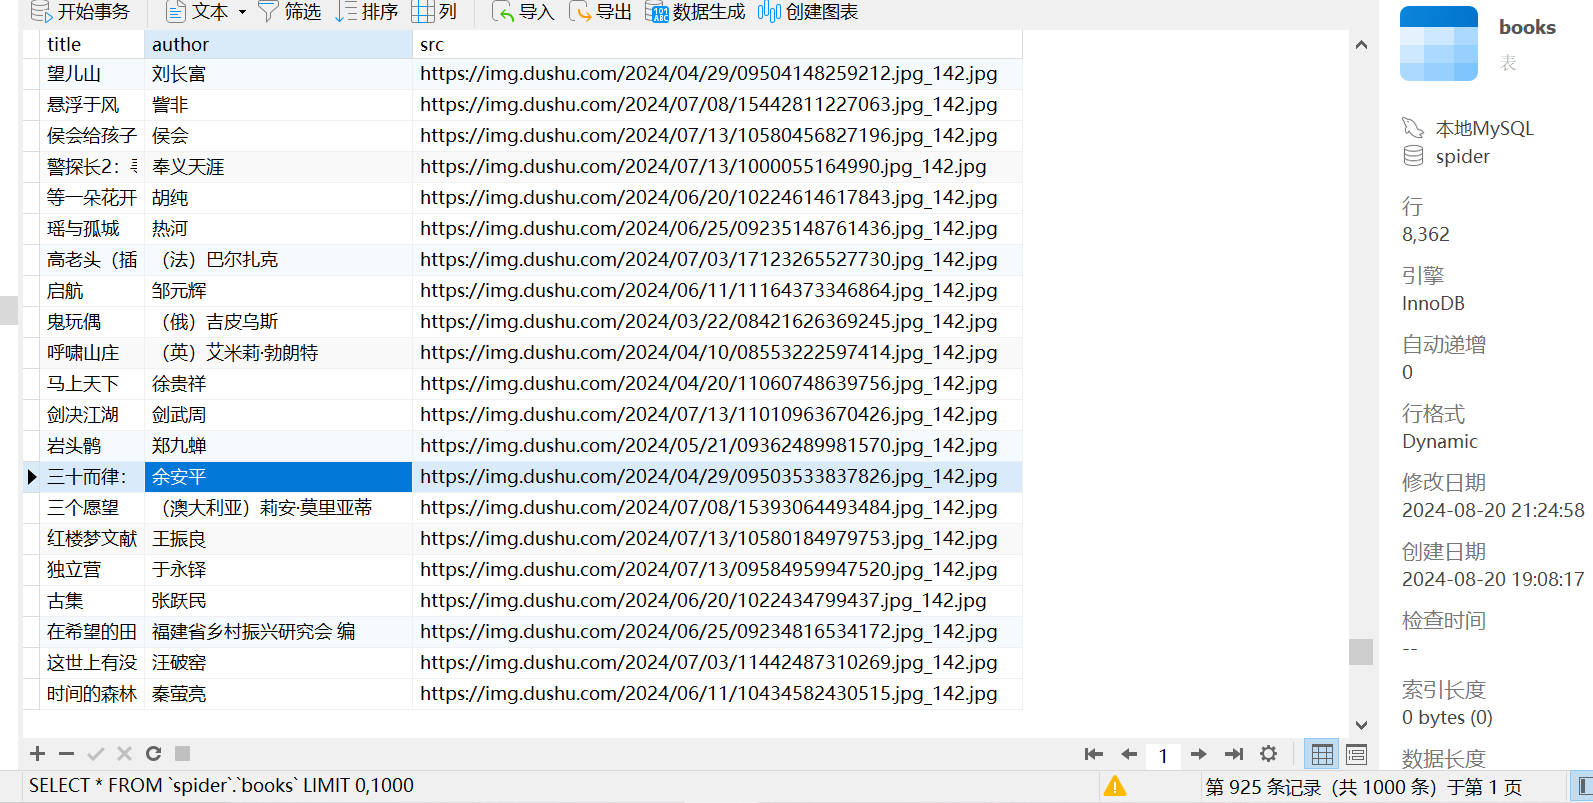 开始事务 文本 筛选 排序 列 导入 导出 数据生成 创建图表
title author src
望儿山 刘长富 https://img.dushu.com/2024/04/29/09504148259212.jpg_142.jpg
悬浮于风 訾非 https://img.dushu.com/2024/07/08/15442811227063.jpg_142.jpg
侯会给孩子 侯会 https://img.dushu.com/2024/07/13/10580456827196.jpg_142.jpg
警探长2： 奉义天涯 https://img.dushu.com/2024/07/13/1000055164990.jpg_142.jpg
等一朵花开 胡纯 https://img.dushu.com/2024/06/20/10224614617843.jpg_142.jpg
瑶与孤城 热河 https://img.dushu.com/2024/06/25/09235148761436.jpg_142.jpg
高老头（插 （法）巴尔扎克 https://img.dushu.com/2024/07/03/17123265527730.jpg_142.jpg
启航 邹元辉 https://img.dushu.com/2024/06/11/11164373346864.jpg_142.jpg
鬼玩偶 （俄）吉皮乌斯 https://img.dushu.com/2024/03/22/08421626369245.jpg_142.jpg
呼啸山庄 （英）艾米莉·勃朗特 https://img.dushu.com/2024/04/10/08553222597414.jpg_142.jpg
马上天下 徐贵祥 https://img.dushu.com/2024/04/20/11060748639756.jpg_142.jpg
剑决江湖 剑武周 https://img.dushu.com/2024/07/13/11010963670426.jpg_142.jpg
岩头鹘 郑九蝉 https://img.dushu.com/2024/05/21/09362489981570.jpg_142.jpg
三十而律： 余安平 https://img.dushu.com/2024/04/29/09503533837826.jpg_142.jpg
三个愿望 （澳大利亚）莉安·莫里亚蒂 https://img.dushu.com/2024/07/08/15393064493484.jpg_142.jpg
红楼梦文献 王振良 https://img.dushu.com/2024/07/13/10580184979753.jpg_142.jpg
独立营 于永铎 https://img.dushu.com/2024/07/13/09584959947520.jpg_142.jpg
古集 张跃民 https://img.dushu.com/2024/06/20/1022434799437.jpg_142.jpg
在希望的田 福建省乡村振兴研究会 编 https://img.dushu.com/2024/06/25/09234816534172.jpg_142.jpg
这世上有没 汪破窑 https://img.dushu.com/2024/07/03/11442487310269.jpg_142.jpg
时间的森林 秦萤亮 https://img.dushu.com/2024/06/11/10434582430515.jpg_142.jpg
1
SELECT * FROM `spider`.`books` LIMIT 0,1000
第 925 条记录（共 1000 条）于第 1 页
books
表
本地MySQL
spider
行
8,362
引擎
InnoDB
自动递增
0
行格式
Dynamic
修改日期
2024-08-20 21:24:58
创建日期
2024-08-20 19:08:17
检查时间
--
索引长度
0 bytes (0)
数据长度